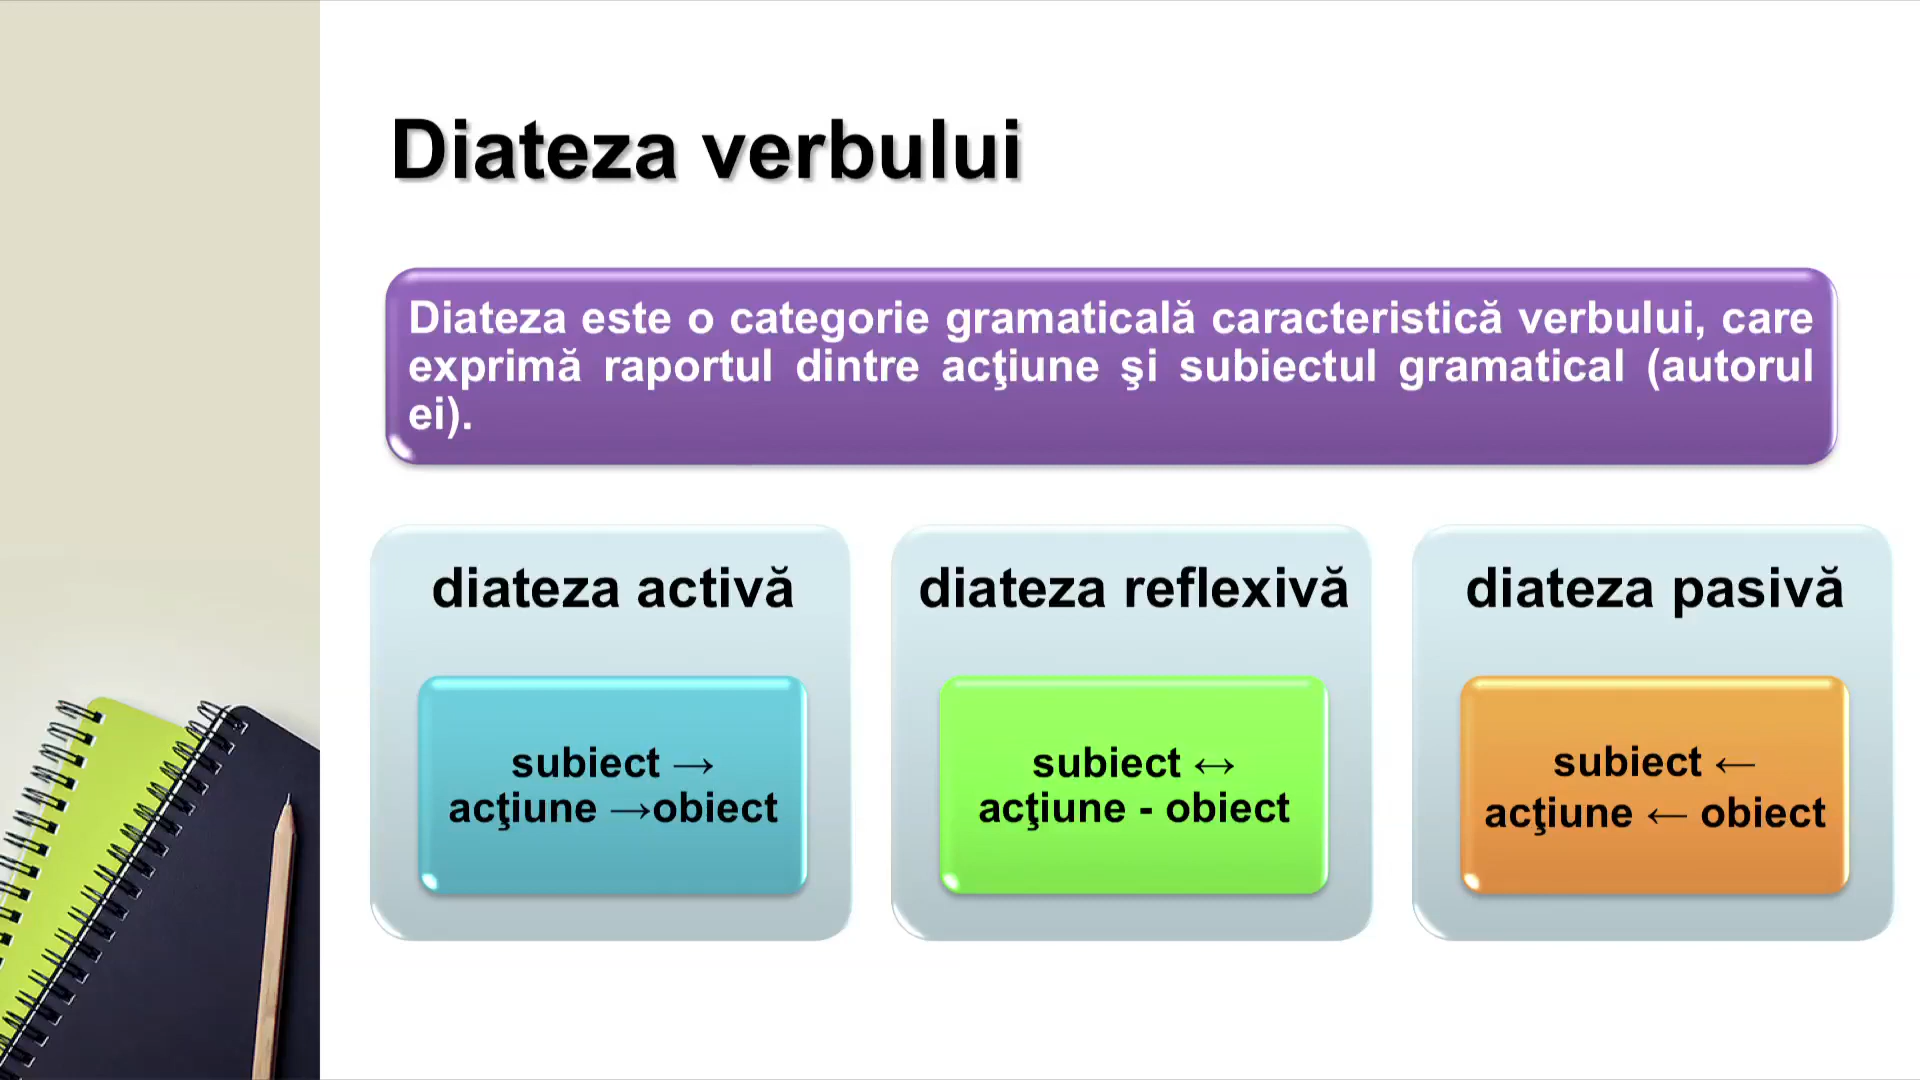 Diateza verbului
Diateza este o categorie gramaticală caracteristică verbului, care
exprimă raportul dintre acţiune şi subiectul gramatical (autorul
ei).
diateza activă
subiect →
acţiune →obiect
diateza reflexivă
subiect ↔
acţiune - obiect
diateza pasivă
subiect ←
acţiune ← obiect